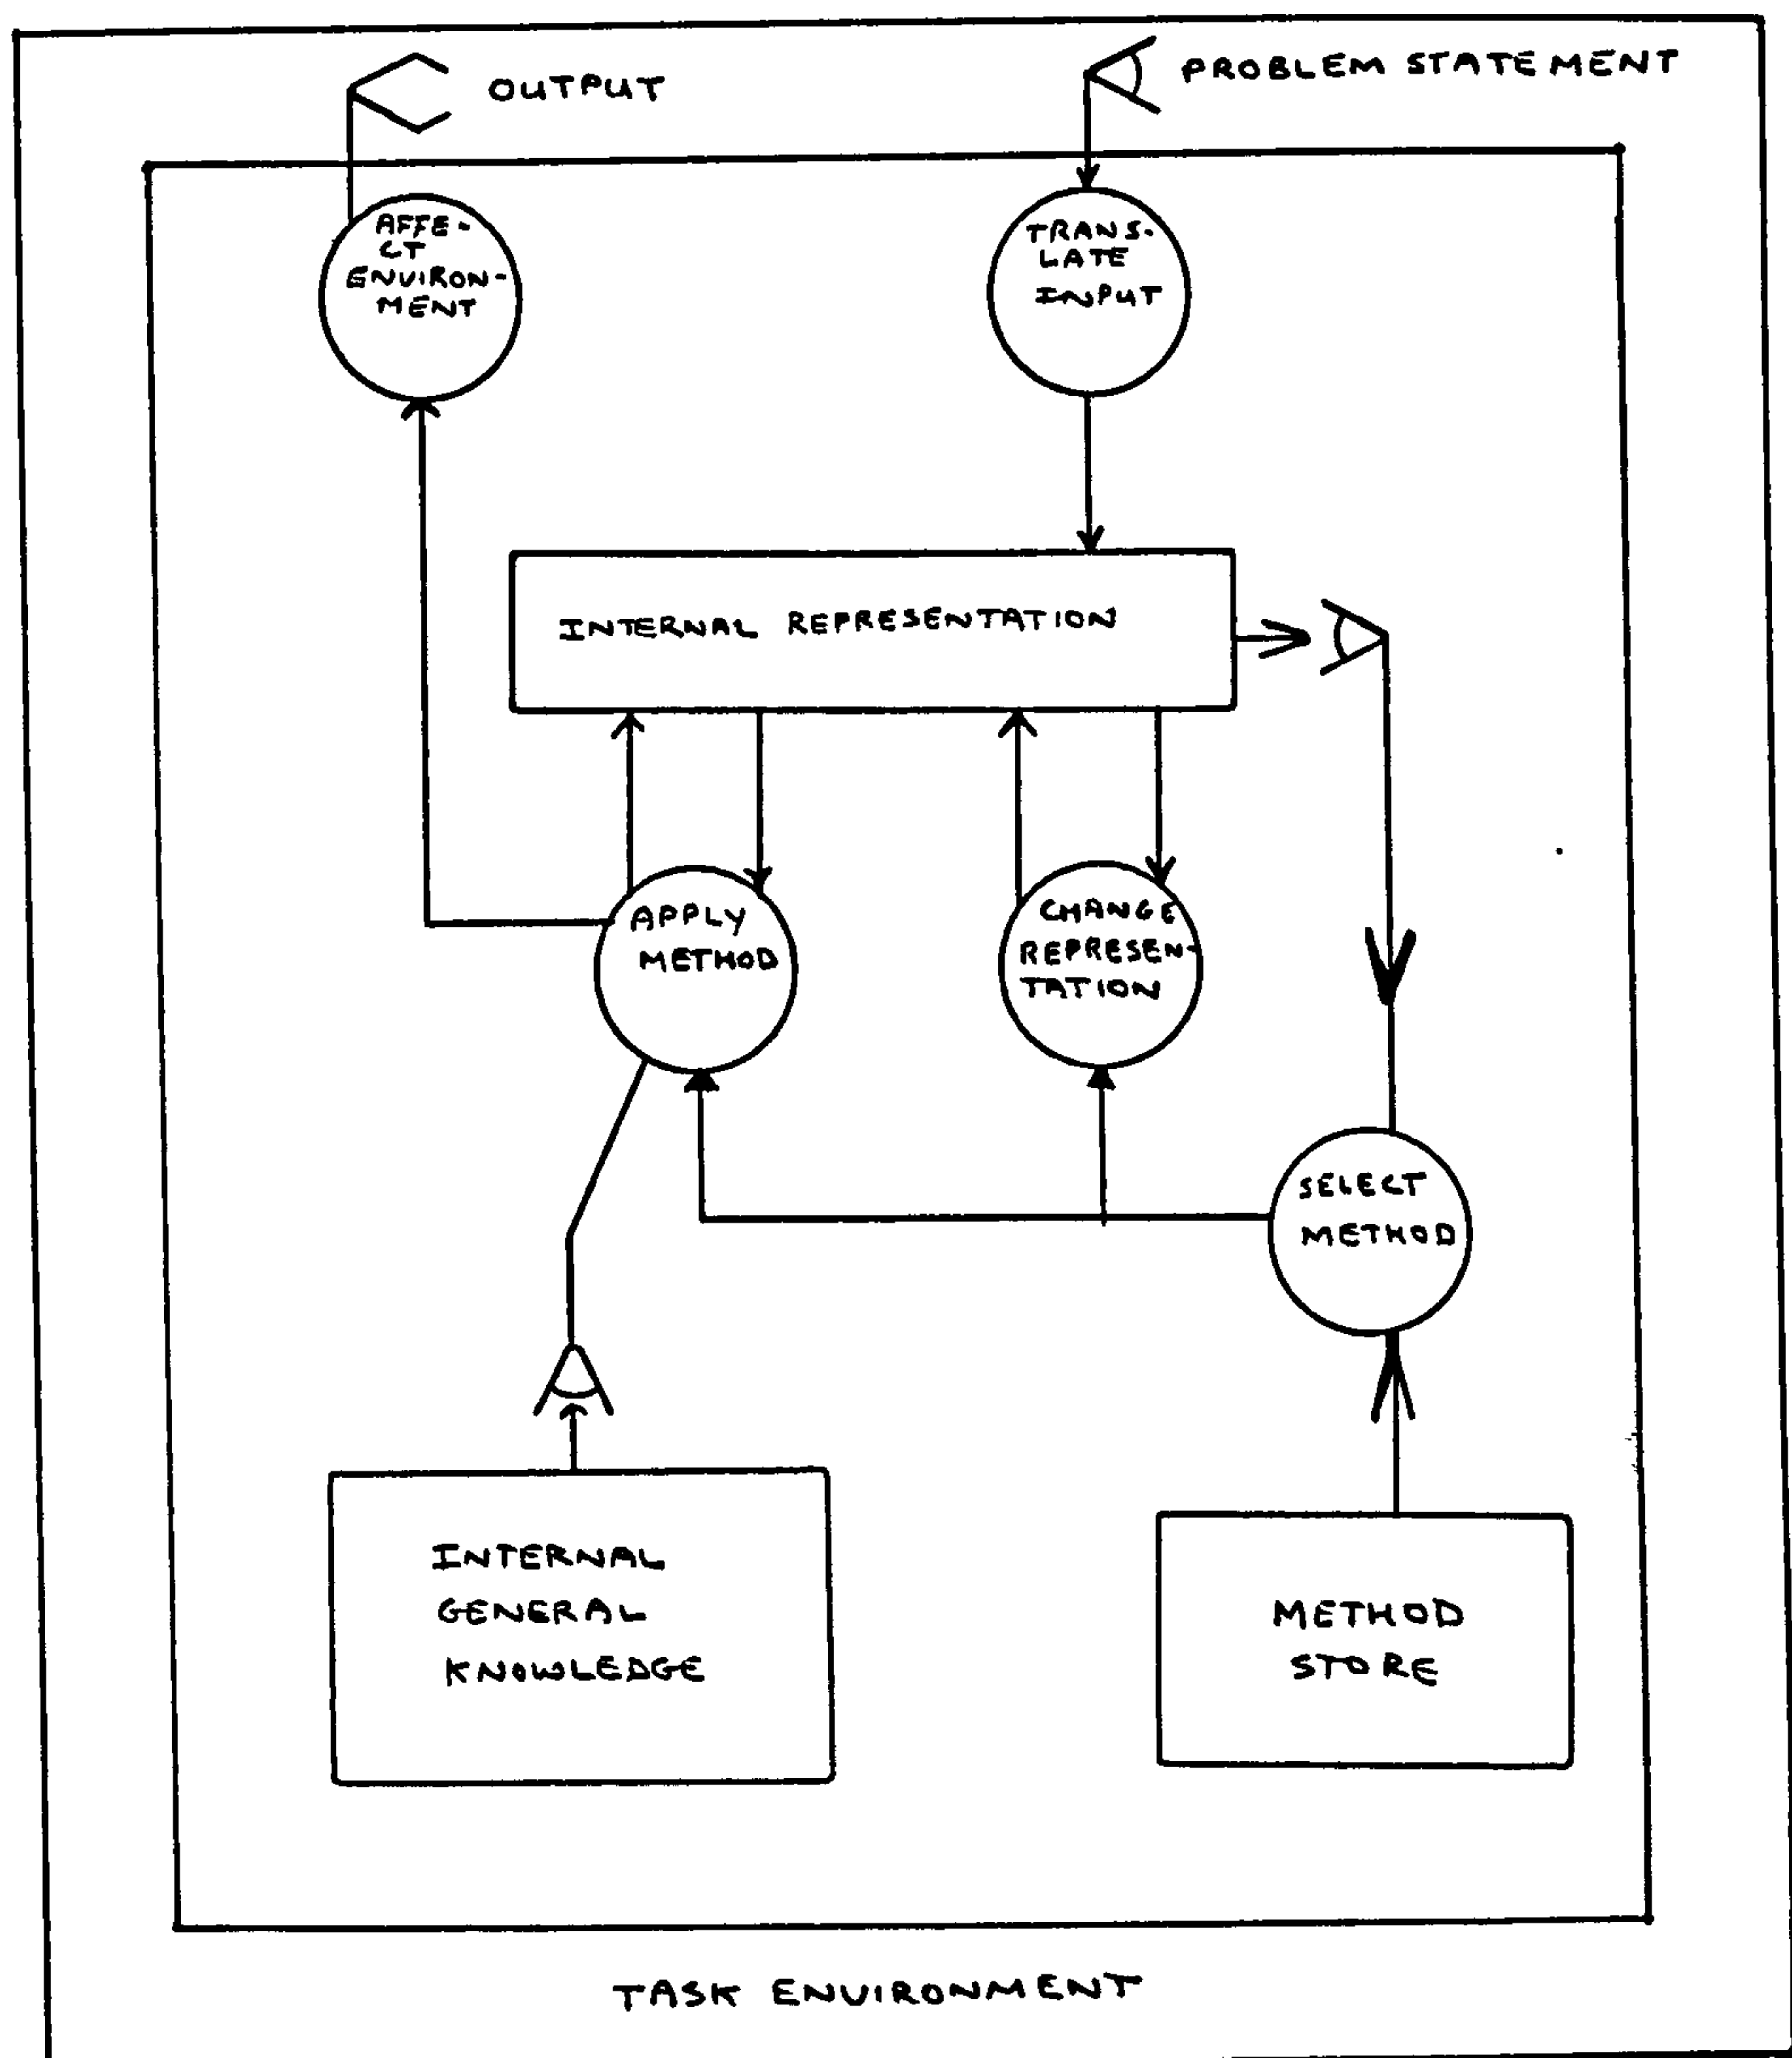 OUTPUT
PROBLEM STATEMENT
AFFE-
CT
ENVIRON-
MENT
TRANS-
LATE
INPUT
INTERNAL REPRESENTATION
APPLY
METHOD
CHANGE
REPRESEN-
TATION
SELECT
METHOD
INTERNAL
GENERAL
KNOWLEDGE
METHOD
STORE
TASK ENVIRONMENT